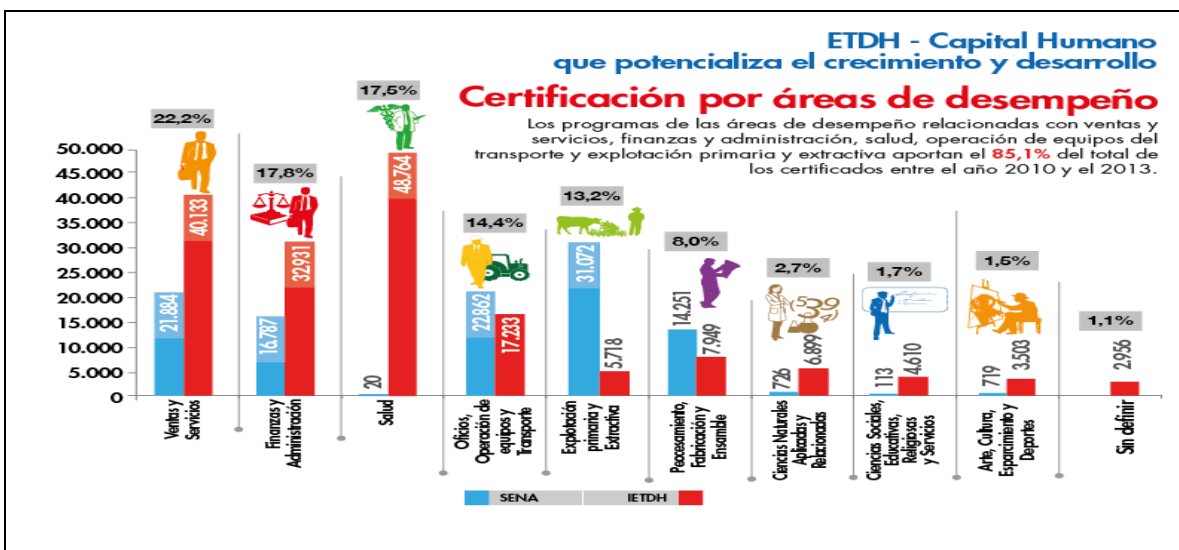 ETDH - Capital Humano
que potencializa el crecimiento y desarrollo
Certificación por áreas de desempeño
Los programas de las áreas de desempeño relacionadas con ventas y
servicios, finanzas y administración, salud, operación de equipos del
transporte y explotación primaria y extractiva aportan el 85,1% del total de
los certificados entre el año 2010 y el 2013.
22,2%
17,8%
17,5%
14,4%
13,2%
8,0%
2,7%
1,7%
1,5%
1,1%
50.000
45.000
40.000
35.000
30.000
25.000
20.000
15.000
10.000
5.000
0
21.884
40.133
16.787
32.931
20
48.764
22.862
17.233
31.072
5.718
14.251
7.949
726
6.899
113
4.610
719
3.503
2.956
Ventas y
Servicios
Finanzas y
Administración
Salud
Oficios,
Operación de
equipos y
Transporte
Explotación
primaria y
Extractiva
Peocesamiento,
Fabricación y
Ensamble
Ciencias Naturales
Aplicadas y
Relacionadas
Ciencias Sociales,
Educativas,
Religiosas
y Servicios
Arte, Cultura,
Esparcimiento y
Deportes
Sin definir
SENA
IETDH